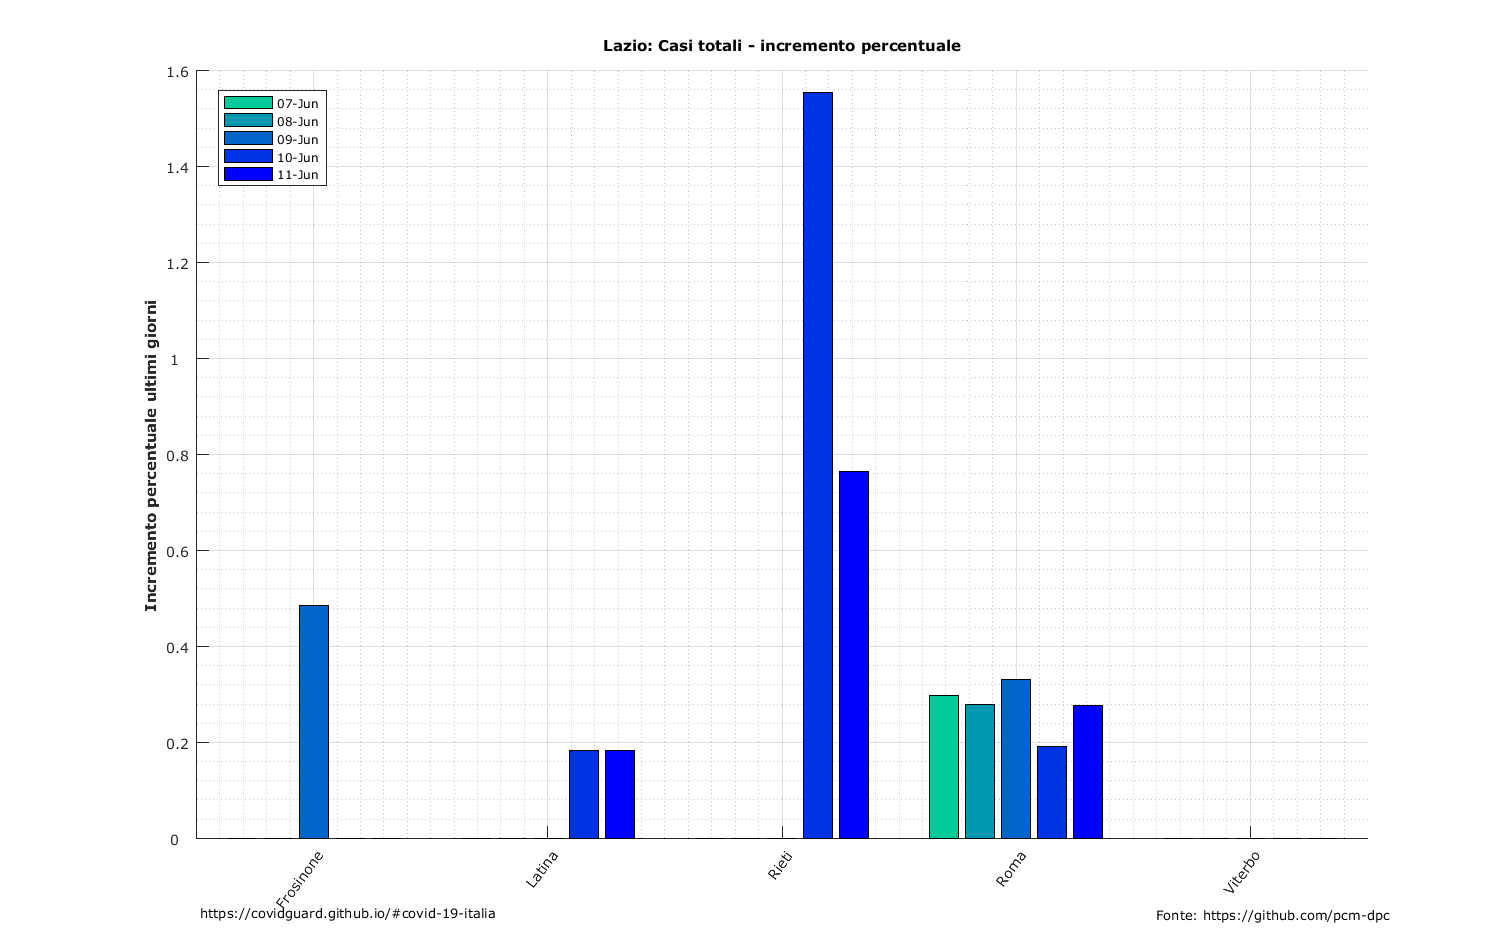 Lazio: Casi totali - incremento percentuale
Incremento percentuale ultimi giorni
1.6
1.4
1.2
1
0.8
0.6
0.4
0.2
0
07-Jun
08-Jun
09-Jun
10-Jun
11-Jun
Frosinone
Latina
Rieti
Roma
Viterbo
https://covidguard.github.io/#covid-19-italia
Fonte: https://github.com/pcm-dpc